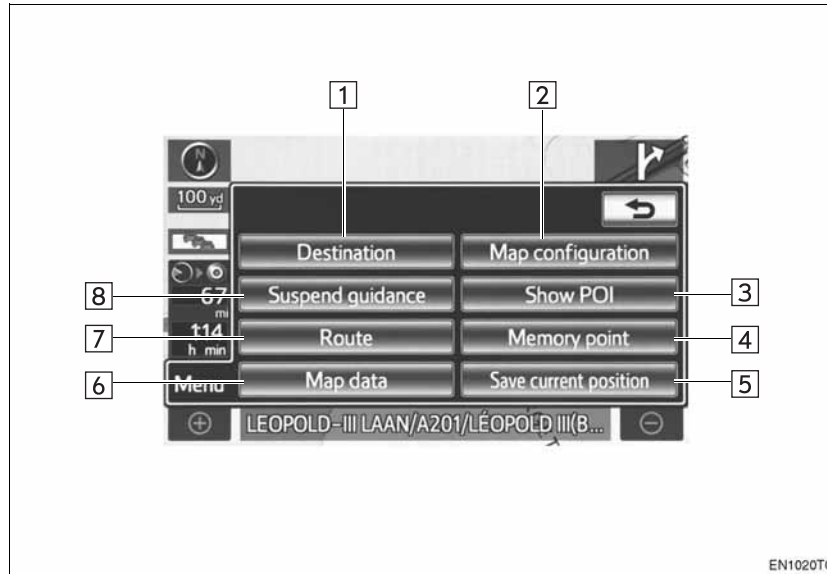 1 2
N
100 yd
Destination Map configuration
8 Suspend guidance Show POI 3
67
mi
7 Route Memory point 4
1:14
h min
Menu
6 Map data Save current position 5
LEOPOLD-III LAAN/A201/LÉOPOLD III(B...